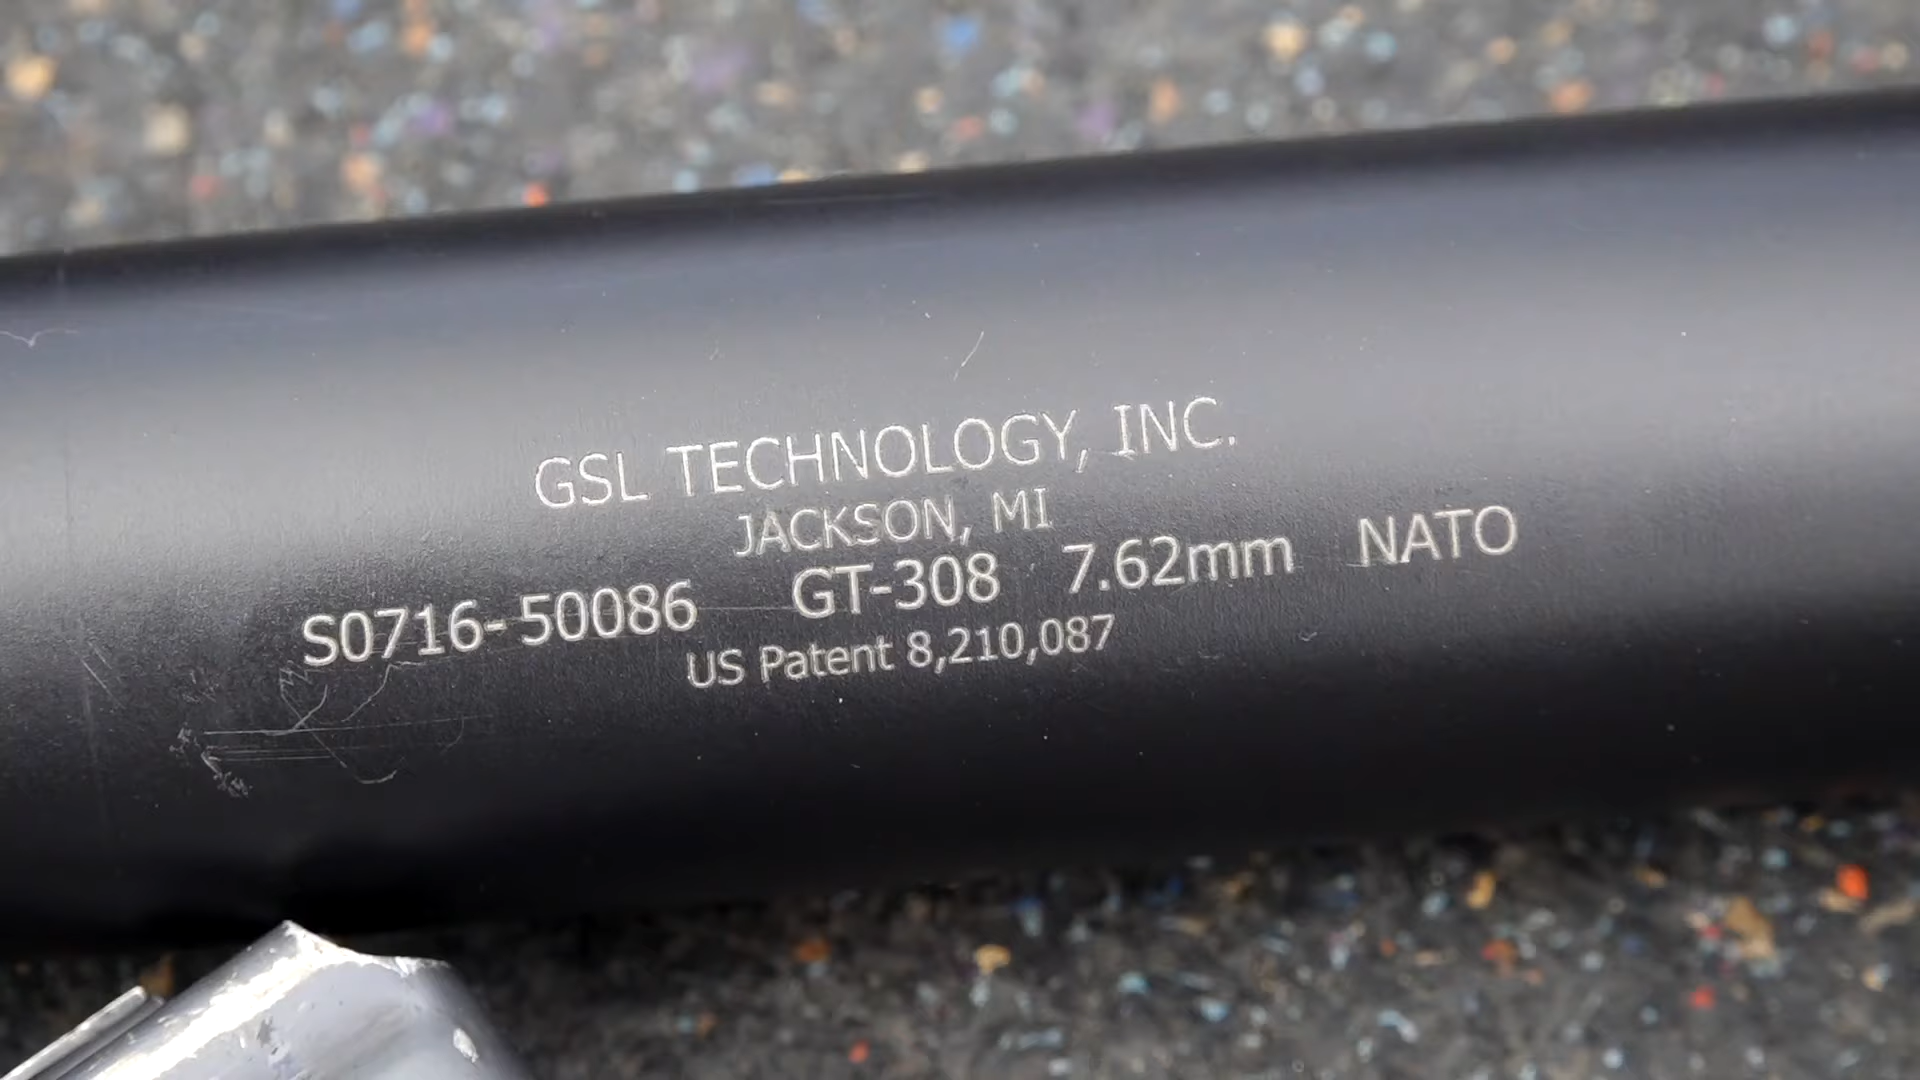 GSL TECHNOLOGY, INC.
JACKSON, MI
S0716-50086 GT-308 7.62mm NATO
US Patent 8,210,087